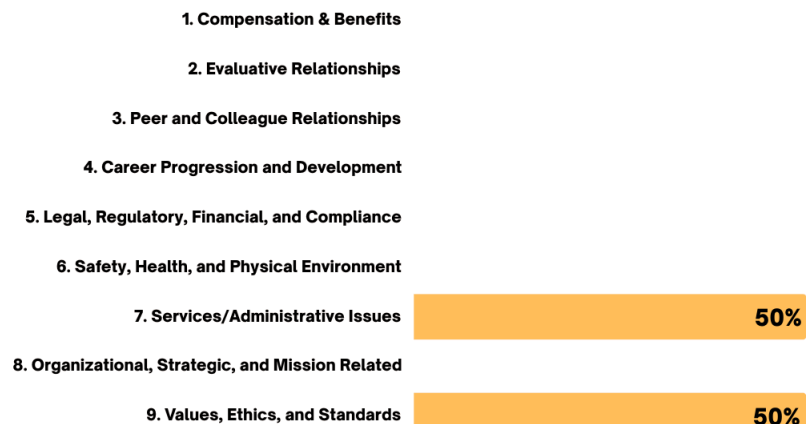 1. Compensation & Benefits
2. Evaluative Relationships
3. Peer and Colleague Relationships
4. Career Progression and Development
5. Legal, Regulatory, Financial, and Compliance
6. Safety, Health, and Physical Environment
7. Services/Administrative Issues 50%
8. Organizational, Strategic, and Mission Related
9. Values, Ethics, and Standards 50%